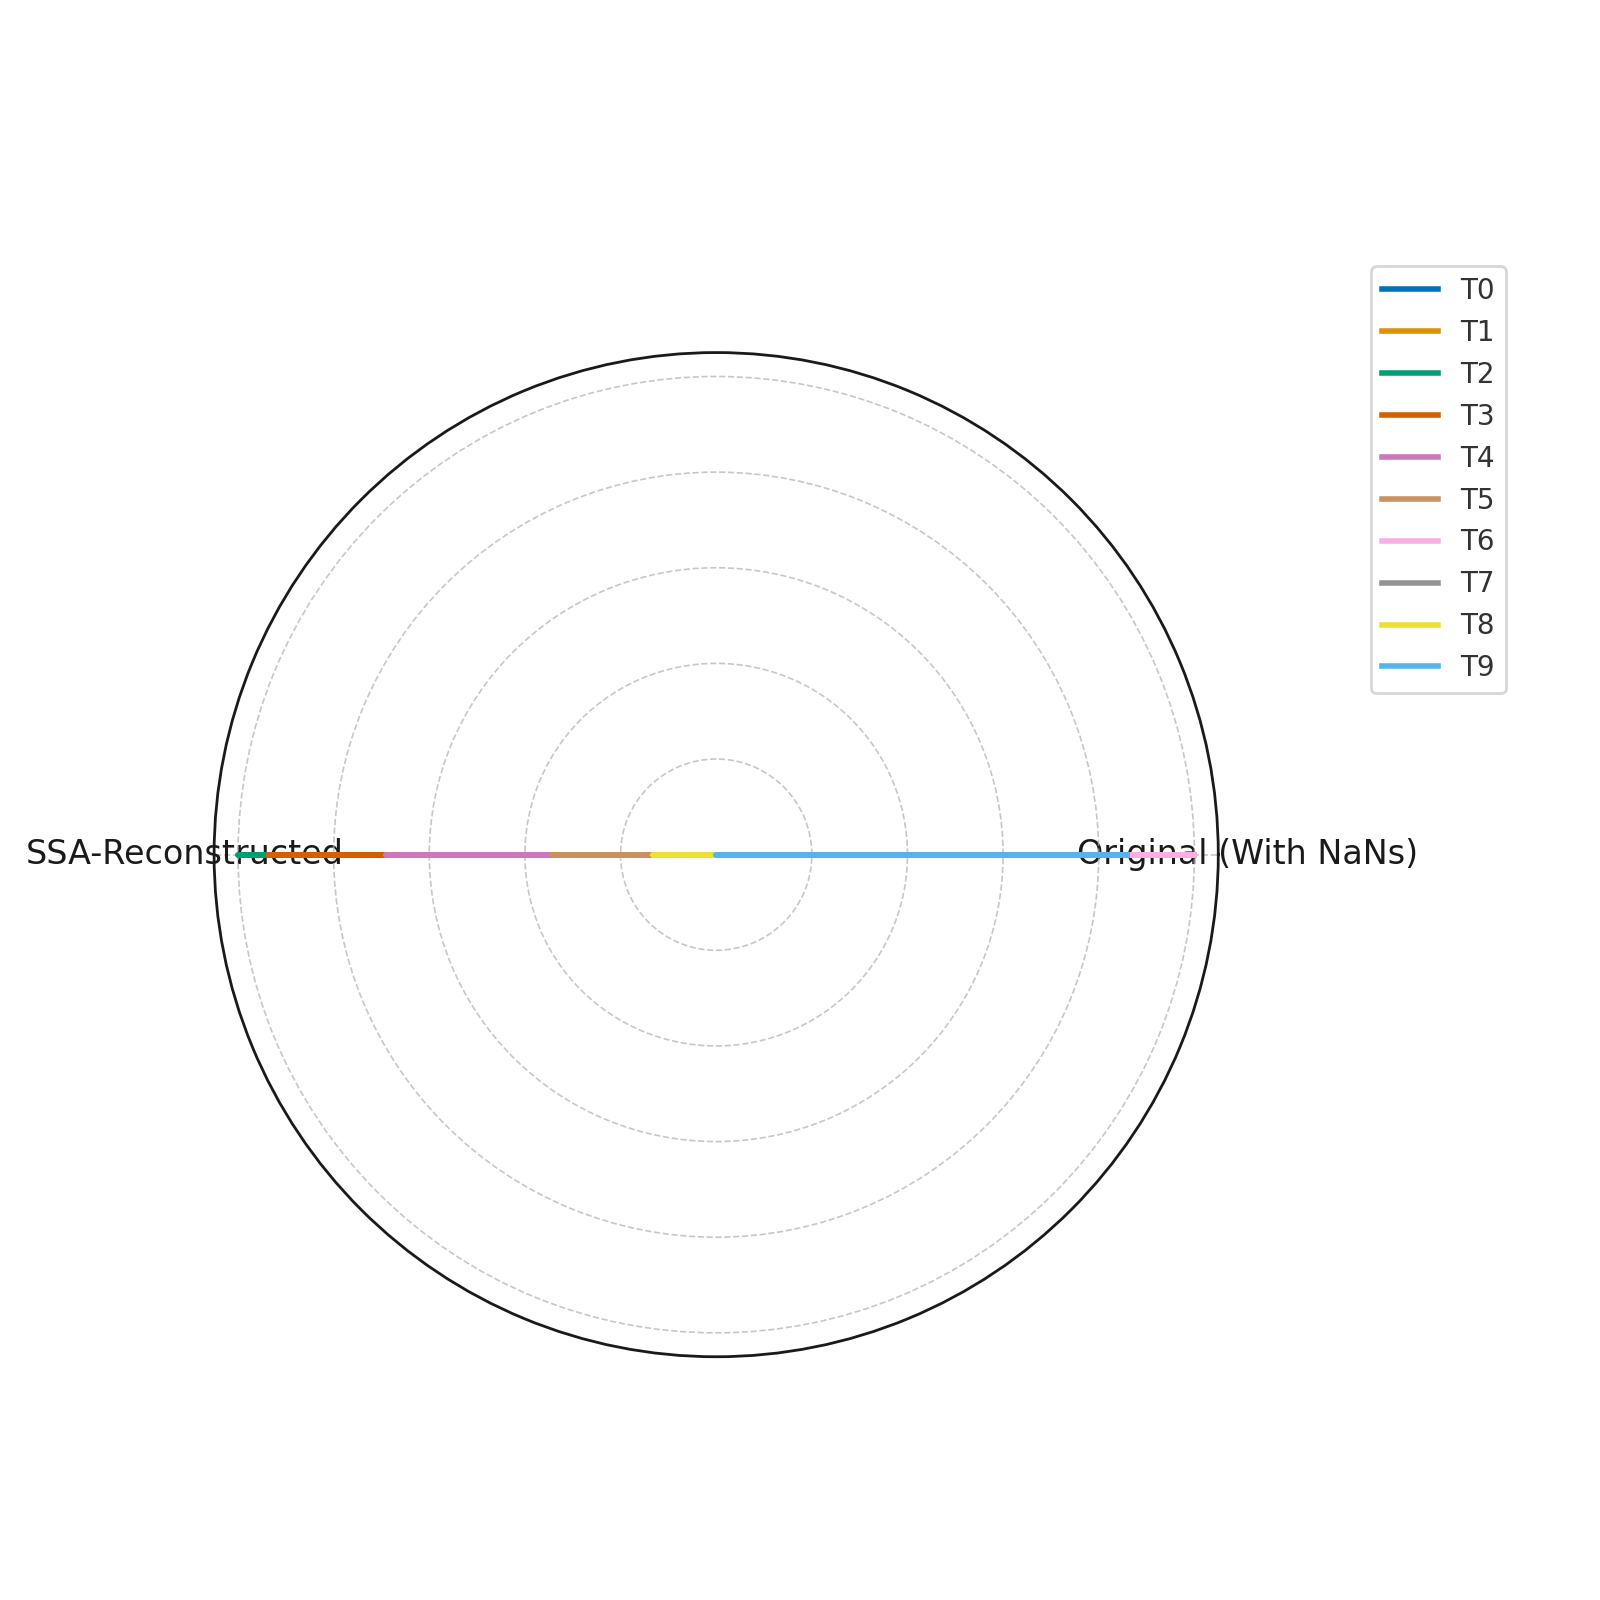 T0
T1
T2
T3
T4
T5
T6
T7
T8
T9
SSA-Reconstructed
Original (With NaNs)